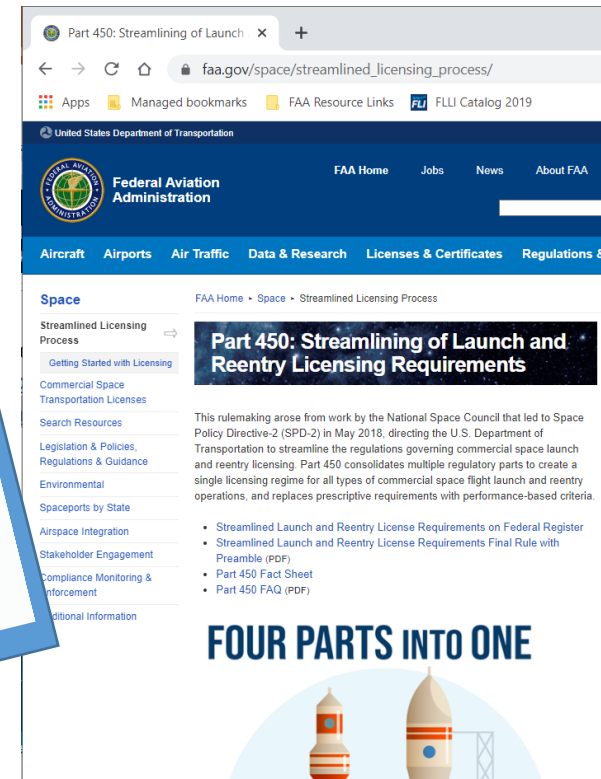 Part 450: Streamlining of Launch
faa.gov/space/streamlined_licensing_process/
Apps Managed bookmarks FAA Resource Links FLI FLLI Catalog 2019
United States Department of Transportation
FAA Home Jobs News About FAA
FEDERAL AVIATION ADMINISTRATION
Federal Aviation
Administration
Aircraft Airports Air Traffic Data & Research Licenses & Certificates Regulations &
Space
Streamlined Licensing
Process
Getting Started with Licensing
Commercial Space
Transportation Licenses
Search Resources
Legislation & Policies,
Regulations & Guidance
Environmental
Spaceports by State
Airspace Integration
Stakeholder Engagement
Compliance Monitoring &
nforcement
ditional Information
FAA Home ▸ Space ▸ Streamlined Licensing Process
Part 450: Streamlining of Launch and
Reentry Licensing Requirements
This rulemaking arose from work by the National Space Council that led to Space
Policy Directive-2 (SPD-2) in May 2018, directing the U.S. Department of
Transportation to streamline the regulations governing commercial space launch
and reentry licensing. Part 450 consolidates multiple regulatory parts to create a
single licensing regime for all types of commercial space flight launch and reentry
operations, and replaces prescriptive requirements with performance-based criteria.
• Streamlined Launch and Reentry License Requirements on Federal Register
• Streamlined Launch and Reentry License Requirements Final Rule with
Preamble (PDF)
• Part 450 Fact Sheet
• Part 450 FAQ (PDF)
FOUR PARTS INTO ONE